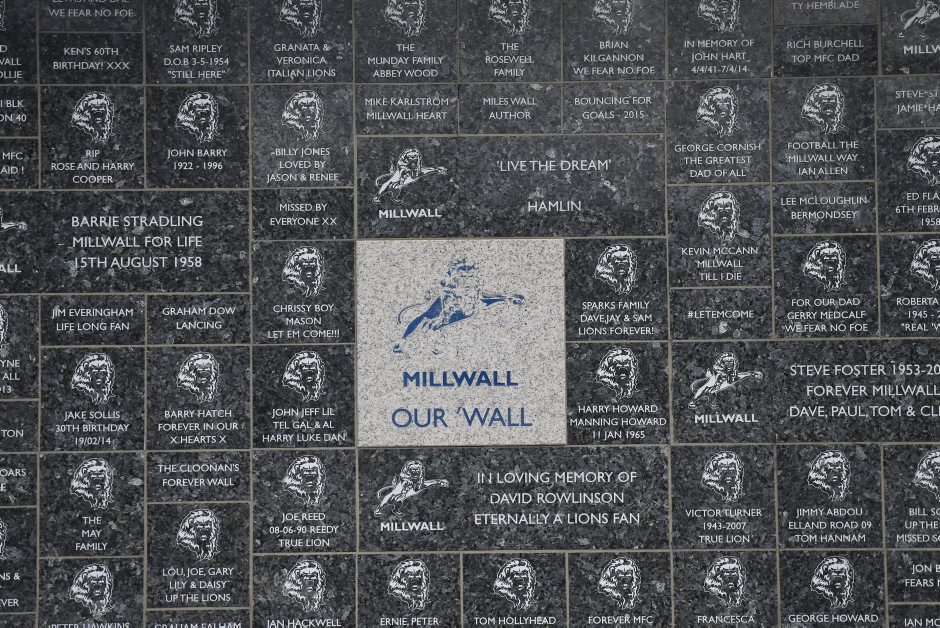 WE FEAR NO FOE
KEN'S 60TH
BIRTHDAY! XXX
SAM RIPLEY
D.O.B 3-5-1954
"STILL HERE"
GRANATA &
VERONICA
ITALIAN LIONS
THE
MUNDAY FAMILY
ABBEY WOOD
THE
ROSEWELL
FAMILY
BRIAN
KILGANNON
WE FEAR NO FOE
IN MEMORY OF
JOHN HART
4/4/41-7/4/14.
TY HEMBLADE
RICH BURCHELL
TOP MFC DAD
RIP
ROSE AND HARRY
COOPER
JOHN BARRY
1922 - 1996
BILLY JONES
LOVED BY
JASON & RENEE
MIKE KARLSTRÖM
MILLWALL HEART
MILES WALL
AUTHOR
BOUNCING FOR
GOALS - 2015
GEORGE CORNISH
THE GREATEST
DAD OF ALL
FOOTBALL THE
MILLWALL WAY
IAN ALLEN
MILLWALL
'LIVE THE DREAM'
HAMLIN
BARRIE STRADLING
MILLWALL FOR LIFE
15TH AUGUST 1958
MISSED BY
EVERYONE XX
KEVIN McCANN
MILLWALL
TILL I DIE
LEE MCLOUGHLIN
BERMONDSEY
6TH
1958
JIM EVERINGHAM
LIFE LONG FAN
GRAHAM DOW
LANCING
CHRISSY BOY
MASON
LET EM COME!!!
MILLWALL
OUR 'WALL
SPARKS FAMILY
DAVE,JAY & SAM
LIONS FOREVER!
#LETEMCOME
FOR OUR DAD
GERRY MEDCALF
WE FEAR NO FOE
JAKE SOLLIS
30TH BIRTHDAY
19/02/14
BARRY HATCH
FOREVER IN OUR
X HEARTS X
JOHN JEFF LIL
TEL GAL & AL
HARRY LUKE DAN
HARRY HOWARD
MANNING HOWARD
11 JAN 1965
MILLWALL
STEVE FOSTER 1953-20
FOREVER MILLWAL
DAVE, PAUL, TOM & CL
THE
MAY
FAMILY
THE CLOONAN'S
FOREVER WALL
JOE REED
08-06-90 REEDY
TRUE LION
MILLWALL
IN LOVING MEMORY OF
DAVID ROWLINSON
ETERNALLY A LIONS FAN
VICTOR TURNER
1943-2007
TRUE LION
JIMMY ABDOU
ELLAND ROAD 09
TOM HANNAM
UP THE
MISSED
LOU, JOE, GARY
LILY & DAISY
UP THE LIONS
PETER HAWKINS
GRAHAM FALHAM
IAN HACKWELL
ERNIE, PETER
TOM HOLLYHEAD
FOREVER MFC
FRANCESCA
GEORGE HOWARD